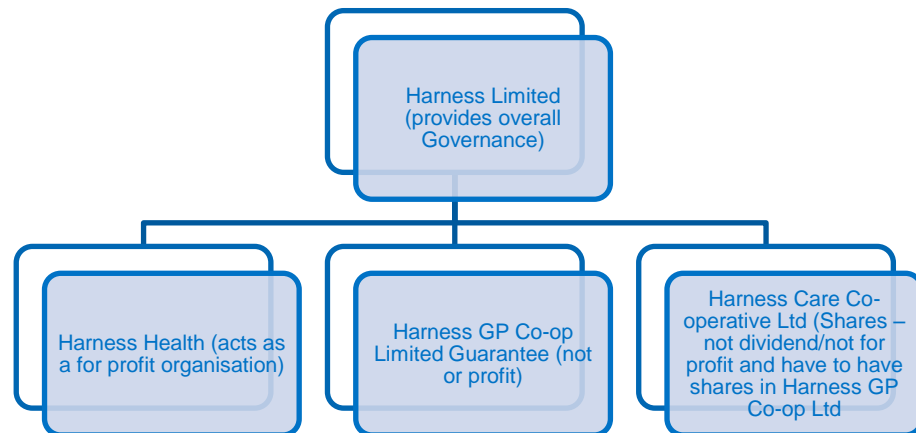 Harness Limited
(provides overall
Governance)
Harness Health (acts as
a for profit organisation)
Harness GP Co-op
Limited Guarantee (not
or profit)
Harness Care Co-
operative Ltd (Shares –
not dividend/not for
profit and have to have
shares in Harness GP
Co-op Ltd